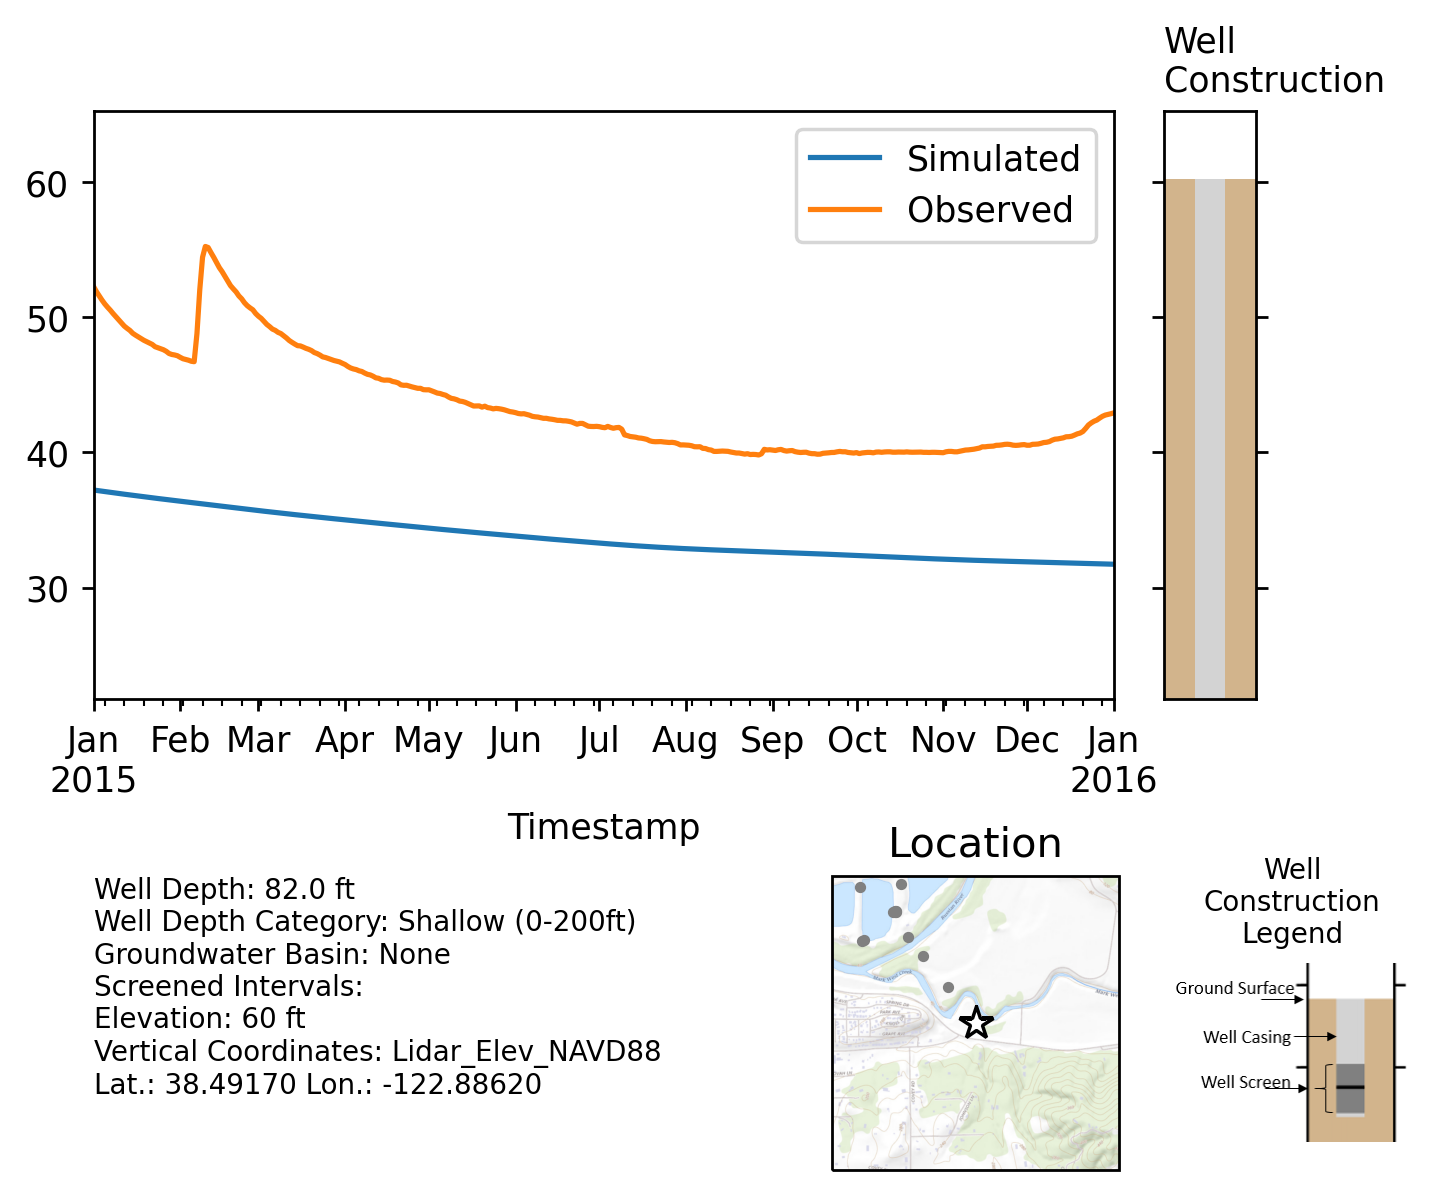 Well
Construction
Simulated
Observed
60
50
40
30
Jan Feb Mar Apr May Jun Jul Aug Sep Oct Nov Dec Jan
2015 2016
Timestamp
Well Depth: 82.0 ft
Well Depth Category: Shallow (0-200ft)
Groundwater Basin: None
Screened Intervals:
Elevation: 60 ft
Vertical Coordinates: Lidar_Elev_NAVD88
Lat.: 38.49170 Lon.: -122.88620
Location
Well
Construction
Legend
Ground Surface
Well Casing
Well Screen